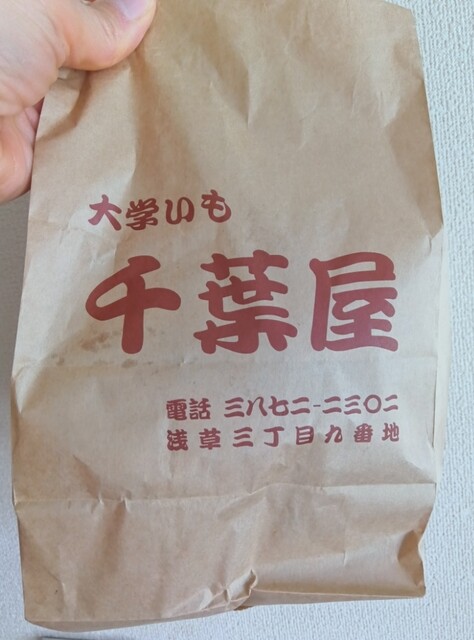 大学いも
千葉屋
電話 三八七二-二三〇二
浅草三丁目九番地